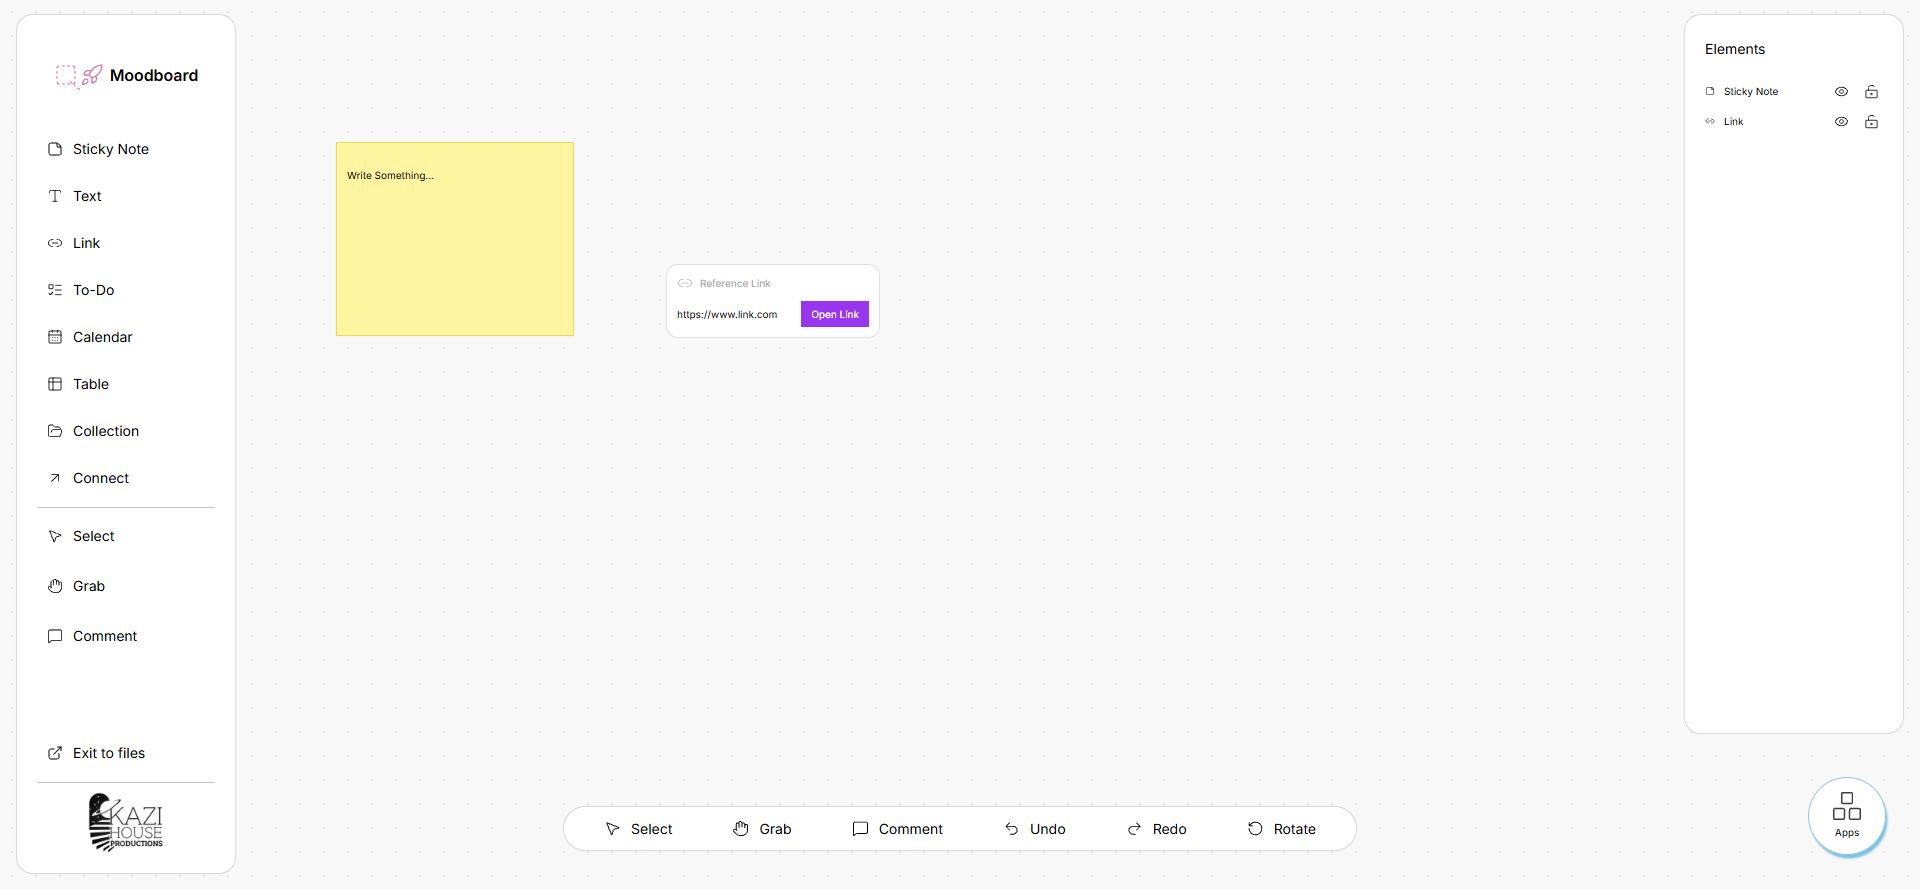 Moodboard
Sticky Note
Text
Link
To-Do
Calendar
Table
Collection
Connect
Select
Grab
Comment
Exit to files
KAZI
HOUSE
PRODUCTIONS
Write Something...
Reference Link
https://www.link.com
Open Link
Select
Grab
Comment
Undo
Redo
Rotate
Elements
Sticky Note
Link
Apps